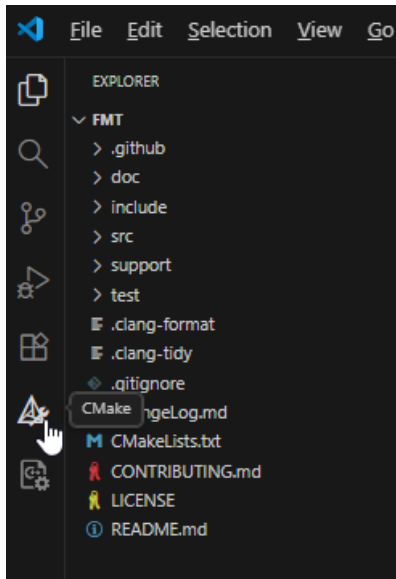 File Edit Selection View Go
EXPLORER
FMT
.github
doc
include
src
support
test
.clang-format
.clang-tidy
.gitignore
CMake
ngeLog.md
CMakeLists.txt
CONTRIBUTING.md
LICENSE
README.md